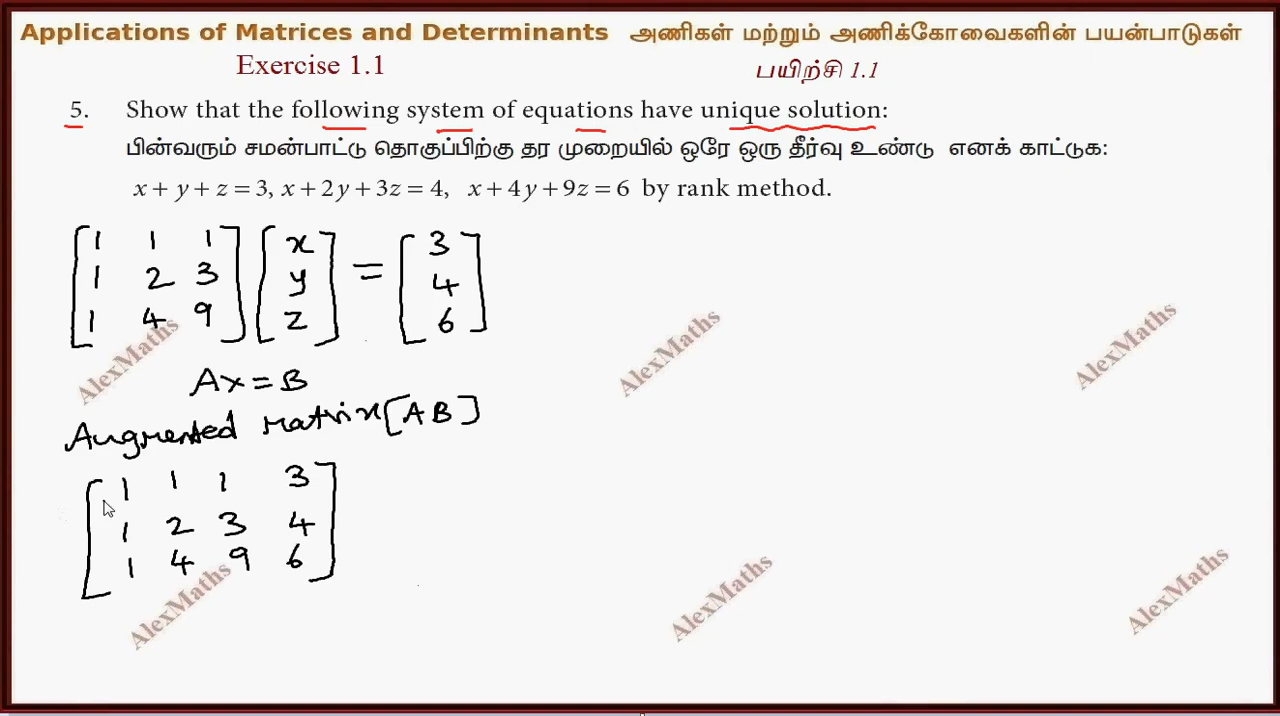 Applications of Matrices and Determinants அணிகள் மற்றும் அணிக்கோவைகளின் பயன்பாடுகள்
Exercise 1.1 பயிற்சி 1.1
5. Show that the following system of equations have unique solution:
பின்வரும் சமன்பாட்டு தொகுப்பிற்கு தர முறையில் ஒரே ஒரு தீர்வு உண்டு எனக் காட்டுக:
x + y + z = 3, x + 2y + 3z = 4, x + 4y + 9z = 6 by rank method.
1 1 1 x 3
1 2 3 y = 4
1 4 9 z 6
AlexMaths AlexMaths AlexMaths
AX = B
Augmented matrix [A B]
1 1 1 3
1 2 3 4
1 4 9 6
AlexMaths AlexMaths AlexMaths